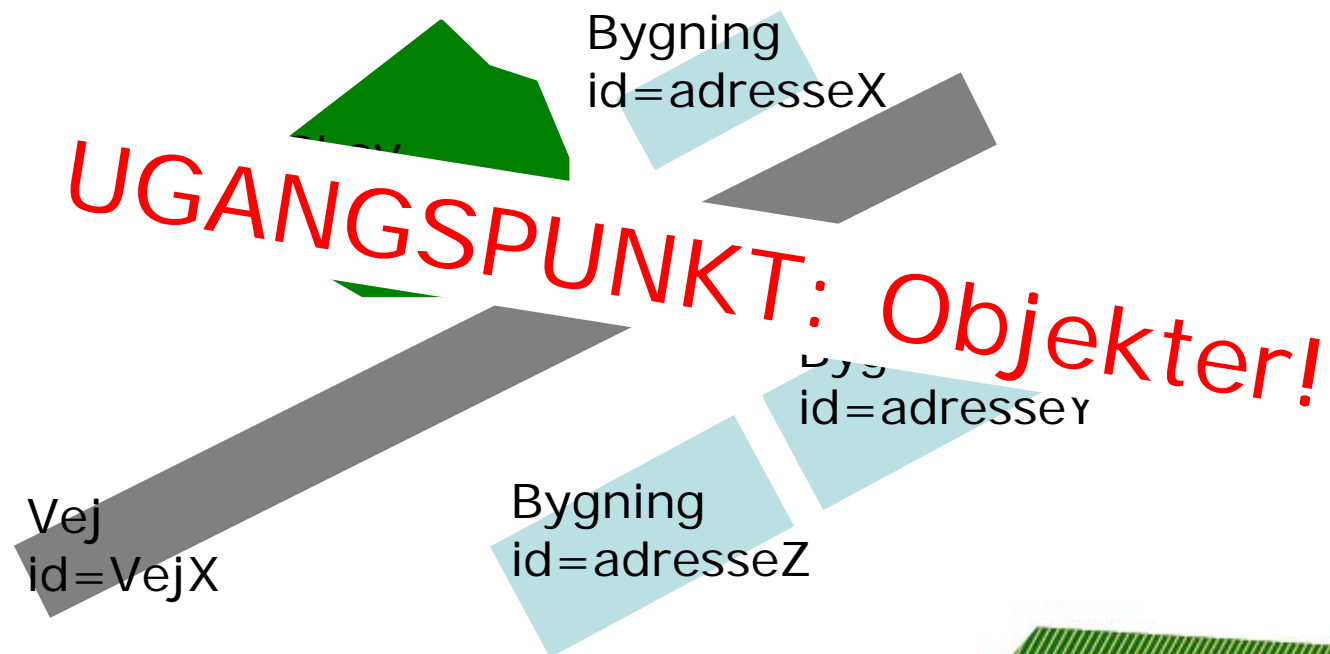 Bygning
id=adresseX
UGANGSPUNKT: Objekter!
id=adresseY
Vej
id=VejX
Bygning
id=adresseZ